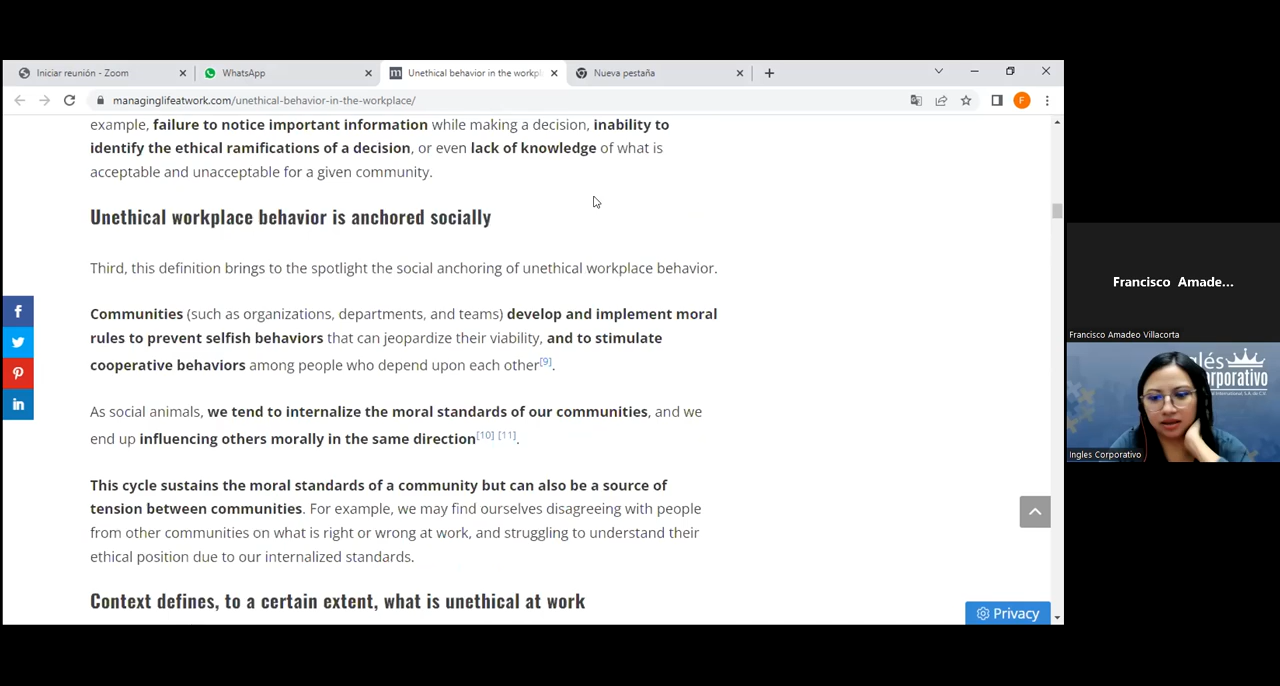 Iniciar reunión - Zoom
WhatsApp
Unethical behavior in the workpl
Nueva pestaña
managinglifeatwork.com/unethical-behavior-in-the-workplace/
F
example, failure to notice important information while making a decision, inability to
identify the ethical ramifications of a decision, or even lack of knowledge of what is
acceptable and unacceptable for a given community.
Unethical workplace behavior is anchored socially
Third, this definition brings to the spotlight the social anchoring of unethical workplace behavior.
Communities (such as organizations, departments, and teams) develop and implement moral
rules to prevent selfish behaviors that can jeopardize their viability, and to stimulate
cooperative behaviors among people who depend upon each other[9].
As social animals, we tend to internalize the moral standards of our communities, and we
end up influencing others morally in the same direction[10] [11].
This cycle sustains the moral standards of a community but can also be a source of
tension between communities. For example, we may find ourselves disagreeing with people
from other communities on what is right or wrong at work, and struggling to understand their
ethical position due to our internalized standards.
Context defines, to a certain extent, what is unethical at work
Privacy
Francisco Amade...
Francisco Amadeo Villacorta
Ingles Corporativo